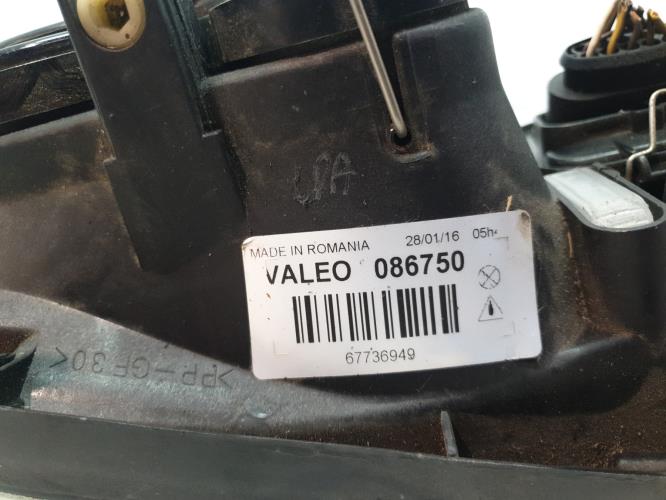 MADE IN ROMANIA 28/01/16 05h
VALEO 086750
67736949
>PP-GF30<